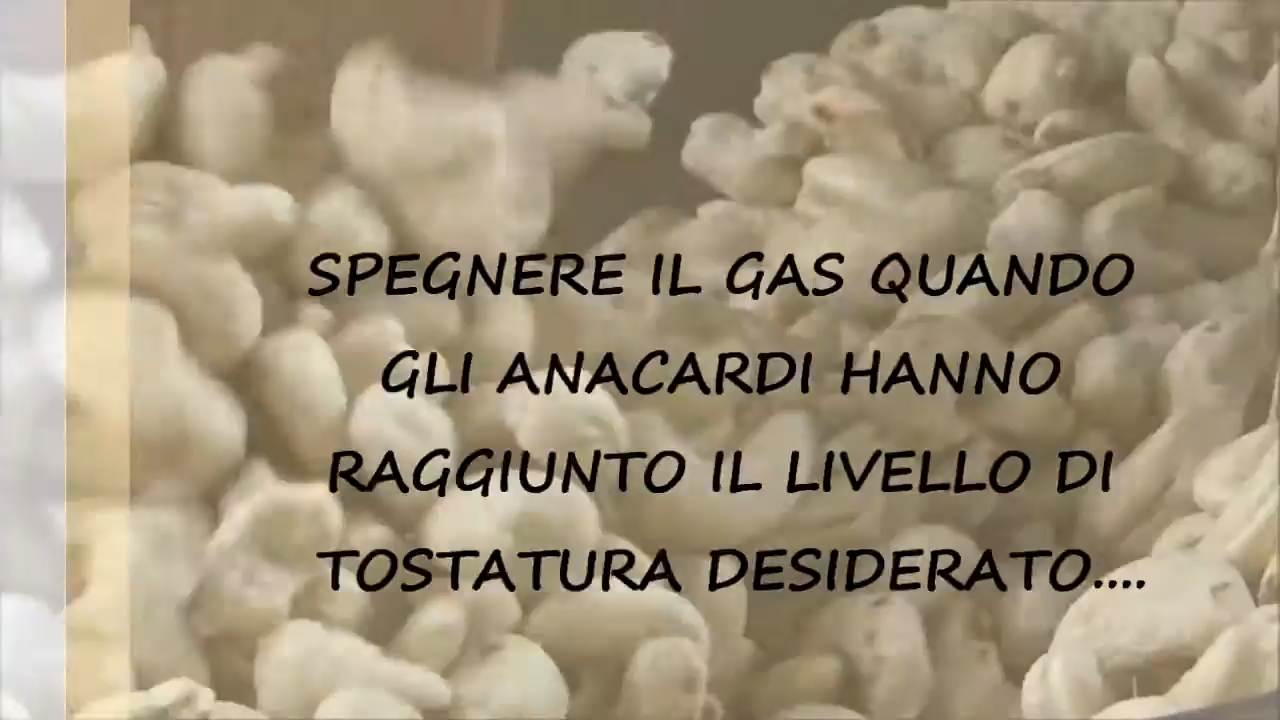 SPEGNERE IL GAS QUANDO
GLI ANACARDI HANNO
RAGGIUNTO IL LIVELLO DI
TOSTATURA DESIDERATO....